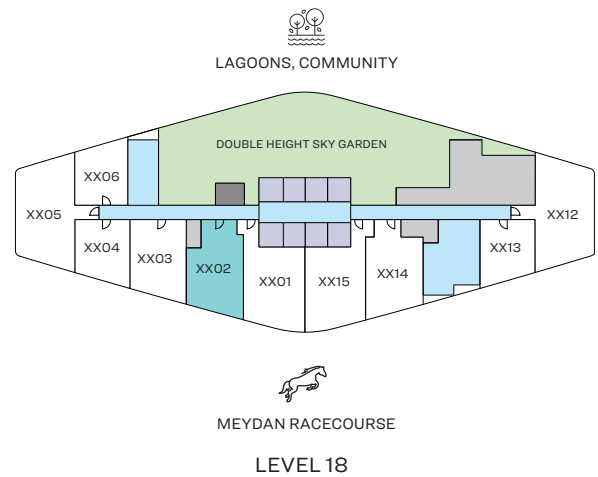 LAGOONS, COMMUNITY
DOUBLE HEIGHT SKY GARDEN
XX06
XX05
XX12
XX04
XX03
XX13
XX02
XX01
XX15
XX14
MEYDAN RACECOURSE
LEVEL 18